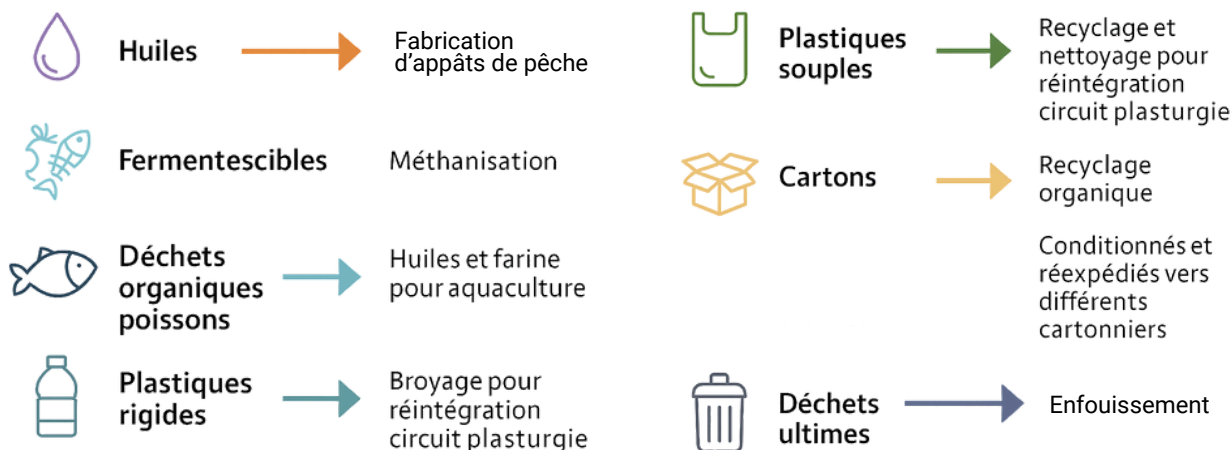 Huiles
Fabrication
d'appâts de pêche
Fermentescibles
Méthanisation
Déchets
organiques
poissons
Huiles et farine
pour aquaculture
Plastiques
rigides
Broyage pour
réintégration
circuit plasturgie
Plastiques
souples
Recyclage et
nettoyage pour
réintégration
circuit plasturgie
Cartons
Recyclage
organique
Conditionnés et
réexpédiés vers
différents
cartonniers
Déchets
ultimes
Enfouissement